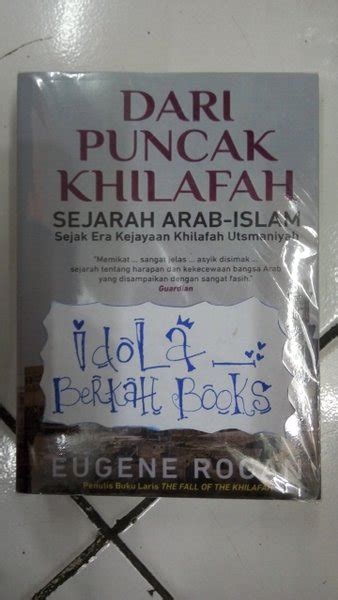 DARI
PUNCAK
KHILAFAH
SEJARAH ARAB-ISLAM
Sejak Era Kejayaan Khilafah Utsmaniyah
"Memikat ... sangat jelas ... asyik disimak ...
sejarah tentang harapan dan kekecewaan bangsa Arab
yang disampaikan dengan sangat fasih."
Guardian
idoLa
BerkaH Books
EUGENE ROGAN
Penulis Buku Laris THE FALL OF THE KHILAFAH